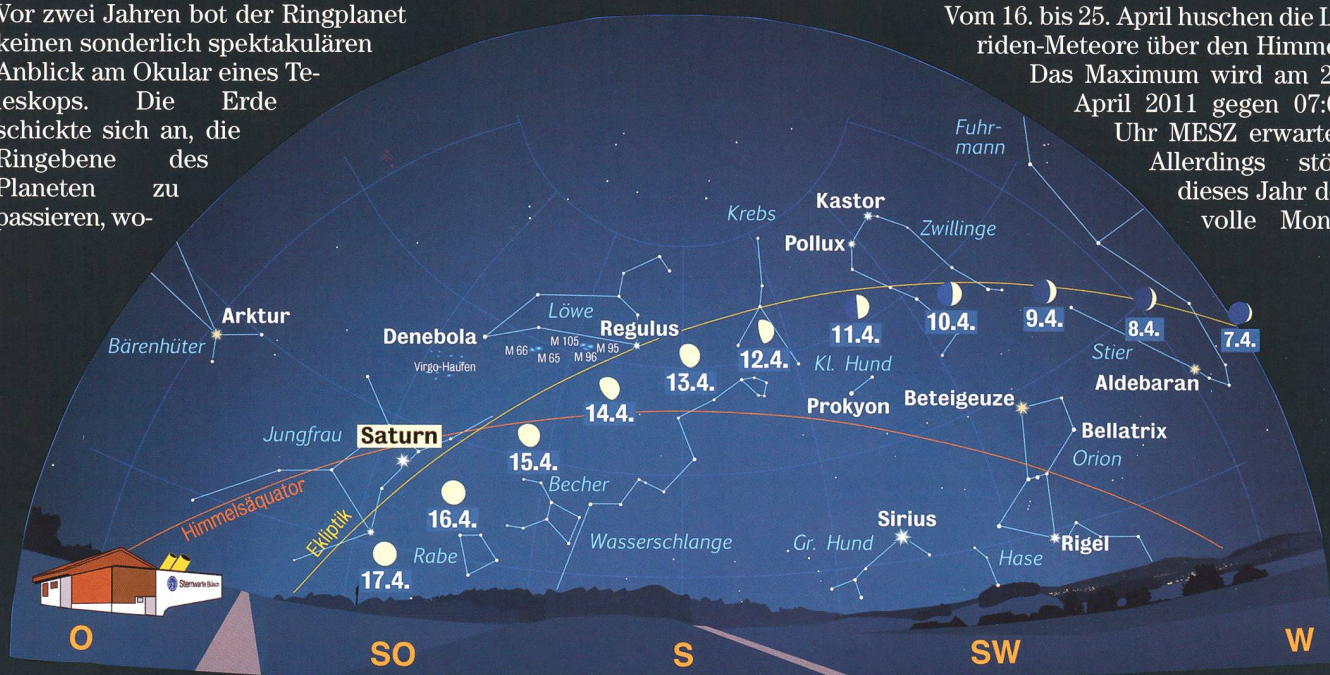 Vor zwei Jahren bot der Ringplanet
keinen sonderlich spektakulären
Anblick am Okular eines Te-
leskops. Die Erde
schickte sich an, die
Ringebene des
Planeten zu
passieren, wo-
Vom 16. bis 25. April huschen die
riden-Meteore über den
Das Maximum wird am
April 2011 gegen
Uhr MESZ
Allerdings
dieses Jahr
volle
Fuhr-
mann
Kastor
Krebs
Pollux
Zwillinge
Arktur
Bärenhüter
Löwe
Denebola
Regulus
M 66
M 65
M 105
M 96
M 95
Virgo-Haufen
7.4.
8.4.
9.4.
10.4.
11.4.
12.4.
13.4.
14.4.
15.4.
16.4.
17.4.
Stier
Aldebaran
Kl. Hund
Prokyon
Beteigeuze
Bellatrix
Orion
Jungfrau
Saturn
Himmelsäquator
Ekliptik
Becher
Rabe
Wasserschlange
Sirius
Gr. Hund
Rigel
Hase
Sternwarte Bülach
O
SO
S
SW
W